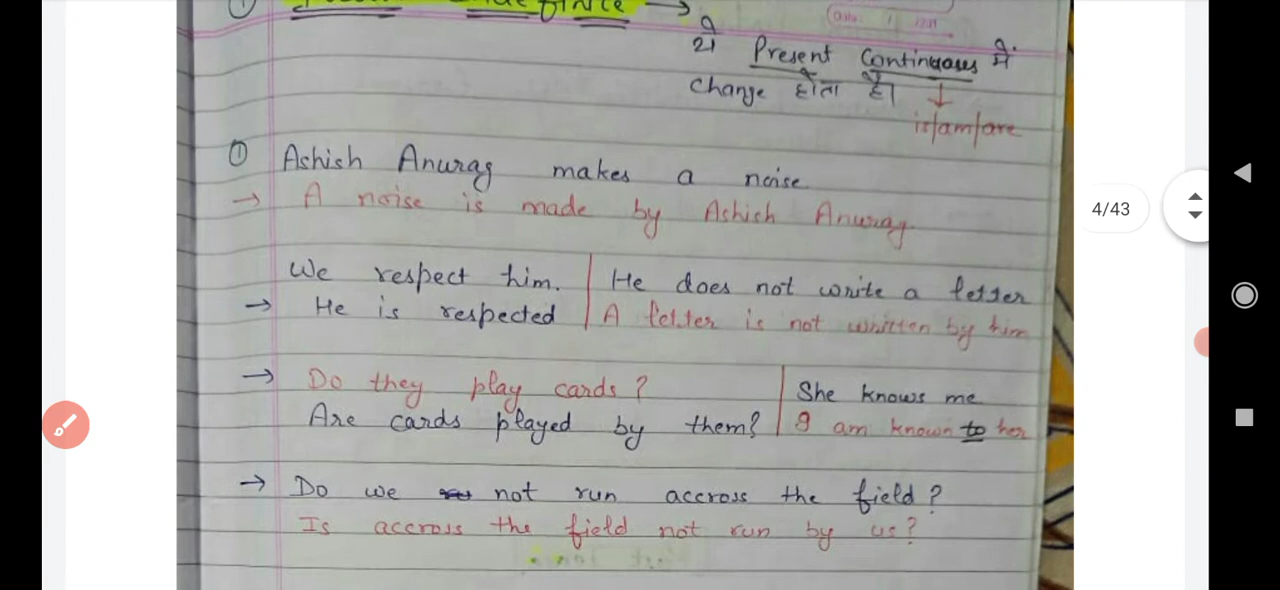 ①
→
ये Present Continuous में
change होता है। ↓
is/am/are
① Ashish Anurag makes a noise
→ A noise is made by Ashish Anurag
We respect him. | He does not write a letter
→ He is respected | A letter is not written by him
→ Do they play cards? | She knows me
Are cards played by them? | I am known to her
→ Do we not run accross the field?
Is accross the field not run by us?
4/43